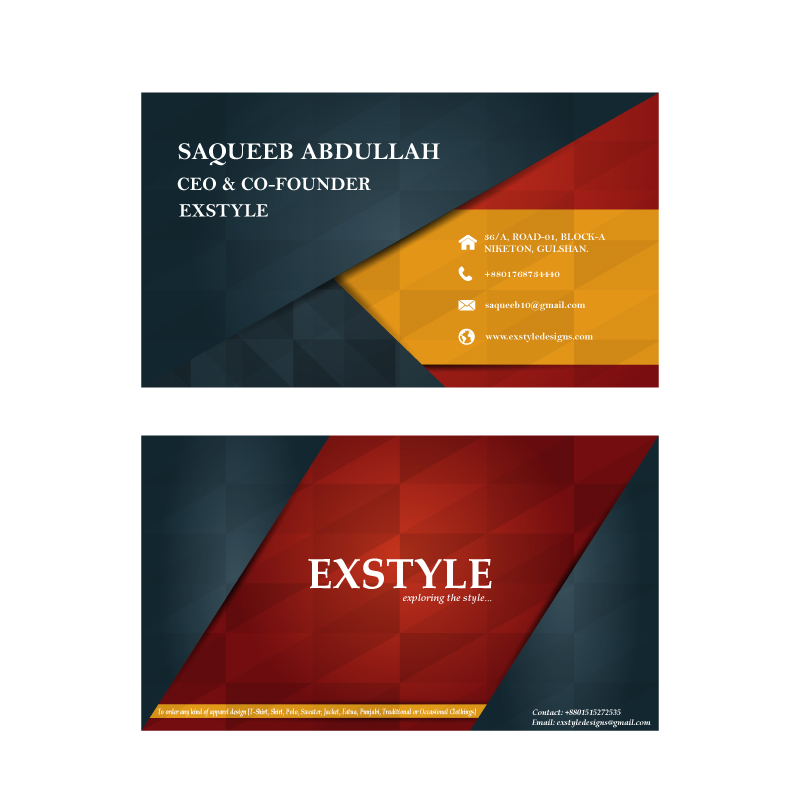 SAQUEEB ABDULLAH
CEO & CO-FOUNDER
EXSTYLE
36/A, ROAD-01, BLOCK-A
NIKETON, GULSHAN.
+8801768734440
saqueeb10@gmail.com
www.exstyledesigns.com
EXSTYLE
exploring the style...
To order any kind of apparel design [T-Shirt, Shirt, Polo, Sweater, Jacket, Fatua, Punjabi, Traditional or Occasional Clothings]
Contact: +8801515272535
Email: exstyledesigns@gmail.com